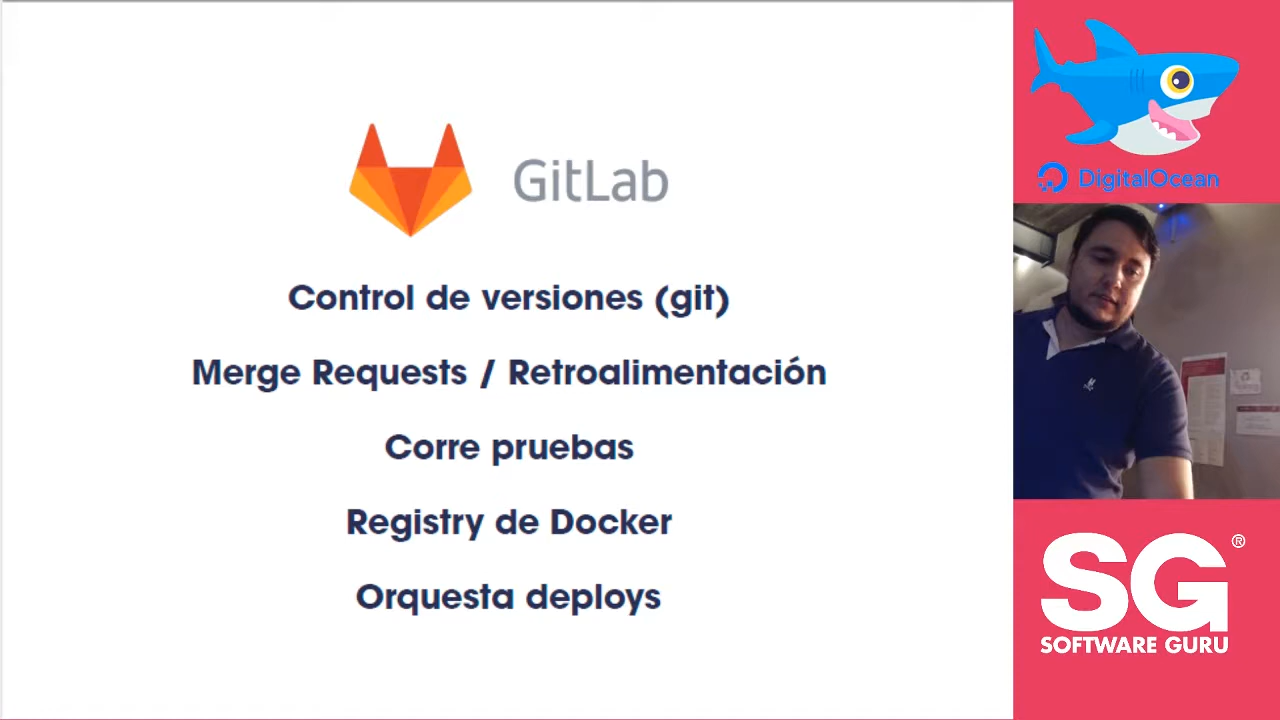 GitLab
Control de versiones (git)
Merge Requests / Retroalimentación
Corre pruebas
Registry de Docker
Orquesta deploys
DigitalOcean
SG®
SOFTWARE GURU